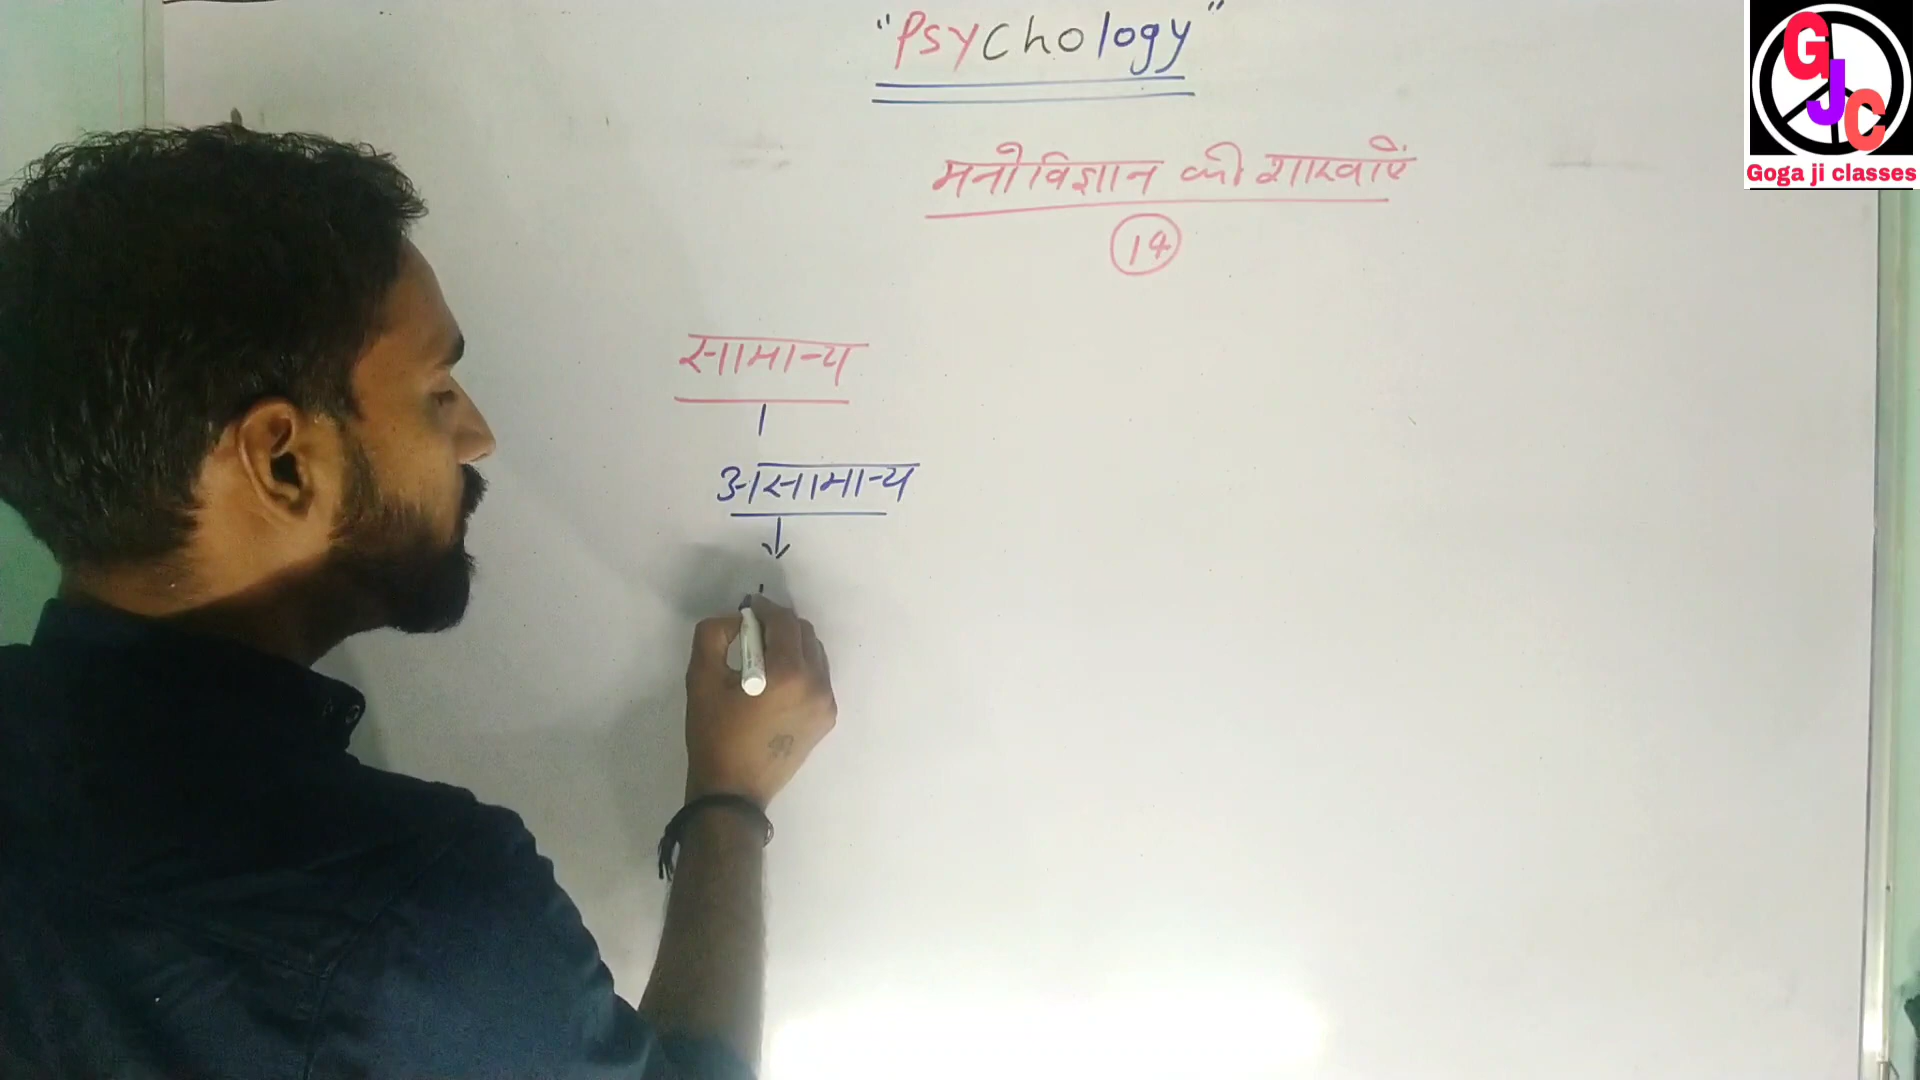 "Psychology"
मनोविज्ञान की शाखाएं
14
सामान्य
असामान्य
GJC
Goga ji classes